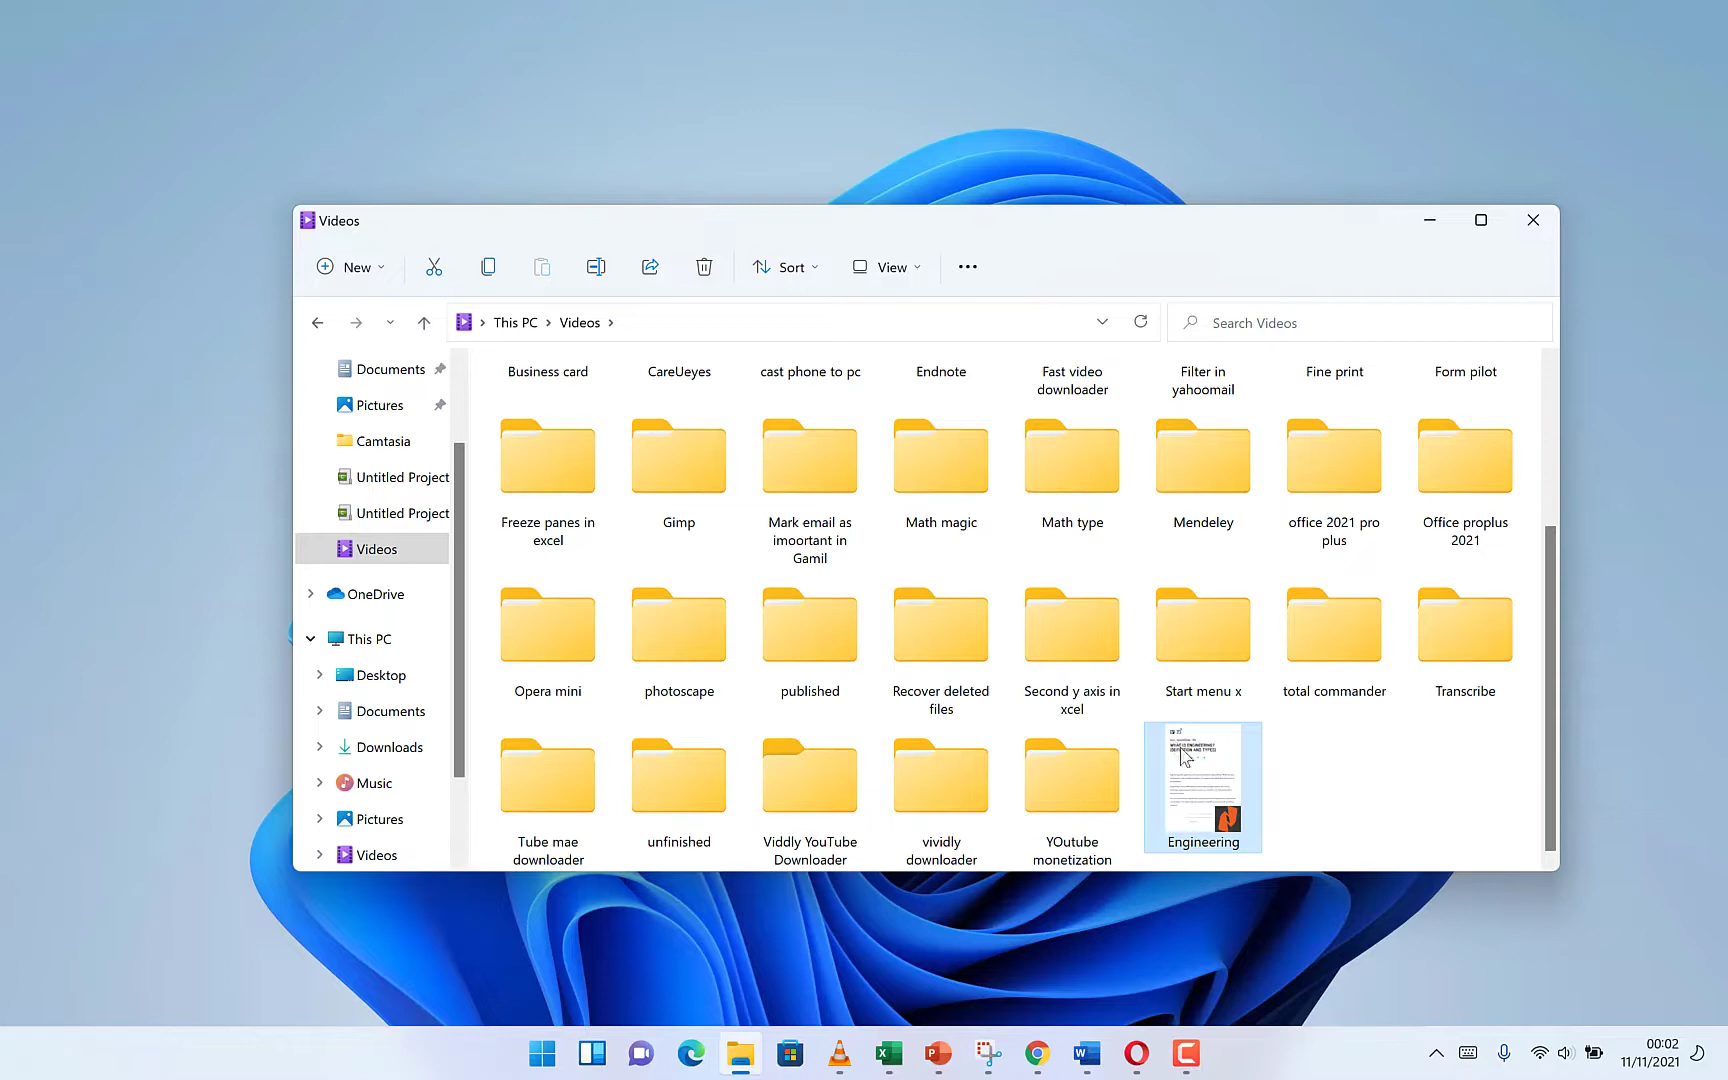 Videos
New
Sort
View
This PC
Videos
Search Videos
Documents
Pictures
Camtasia
Untitled Project
Untitled Project
Videos
OneDrive
This PC
Desktop
Documents
Downloads
Music
Pictures
Videos
Business card
CareUeyes
cast phone to pc
Endnote
Fast video
downloader
Filter in
yahoomail
Fine print
Form pilot
Freeze panes in
excel
Gimp
Mark email as
imoortant in
Gamil
Math magic
Math type
Mendeley
office 2021 pro
plus
Office proplus
2021
Opera mini
photoscape
published
Recover deleted
files
Second y axis in
xcel
Start menu x
total commander
Transcribe
Tube mae
downloader
unfinished
Viddly YouTube
Downloader
vividly
downloader
YOutube
monetization
WHAT IS ENGINEERING?
Engineering
00:02
11/11/2021